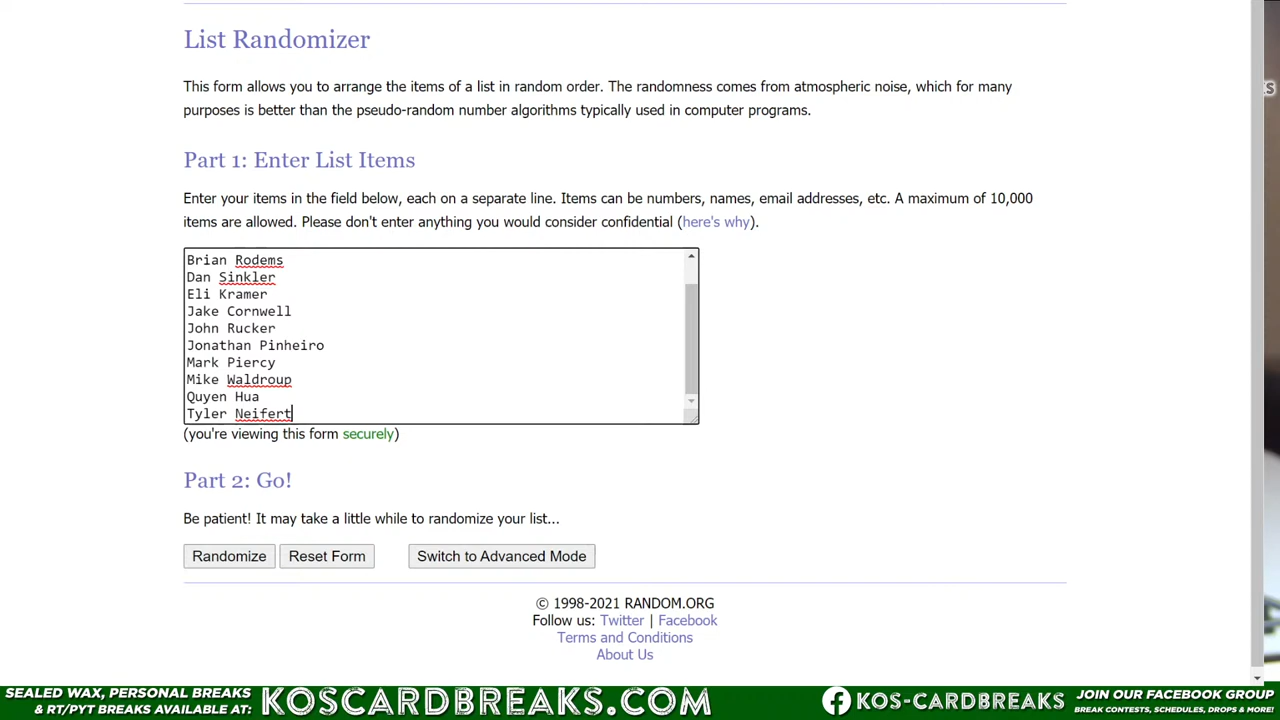 List Randomizer
This form allows you to arrange the items of a list in random order. The randomness comes from atmospheric noise, which for many
purposes is better than the pseudo-random number algorithms typically used in computer programs.
Part 1: Enter List Items
Enter your items in the field below, each on a separate line. Items can be numbers, names, email addresses, etc. A maximum of 10,000
items are allowed. Please don't enter anything you would consider confidential (here's why).
Brian Rodems
Dan Sinkler
Eli Kramer
Jake Cornwell
John Rucker
Jonathan Pinheiro
Mark Piercy
Mike Waldroup
Quyen Hua
Tyler Neifert
(you're viewing this form securely)
Part 2: Go!
Be patient! It may take a little while to randomize your list...
Randomize Reset Form Switch to Advanced Mode
© 1998-2021 RANDOM.ORG
Follow us: Twitter | Facebook
Terms and Conditions
About Us
SEALED WAX, PERSONAL BREAKS
& RT/PYT BREAKS AVAILABLE AT:
KOSCARDBREAKS.COM
KOS-CARDBREAKS
JOIN OUR FACEBOOK GROUP
BREAK CONTESTS, SCHEDULES, DROPS & MORE!